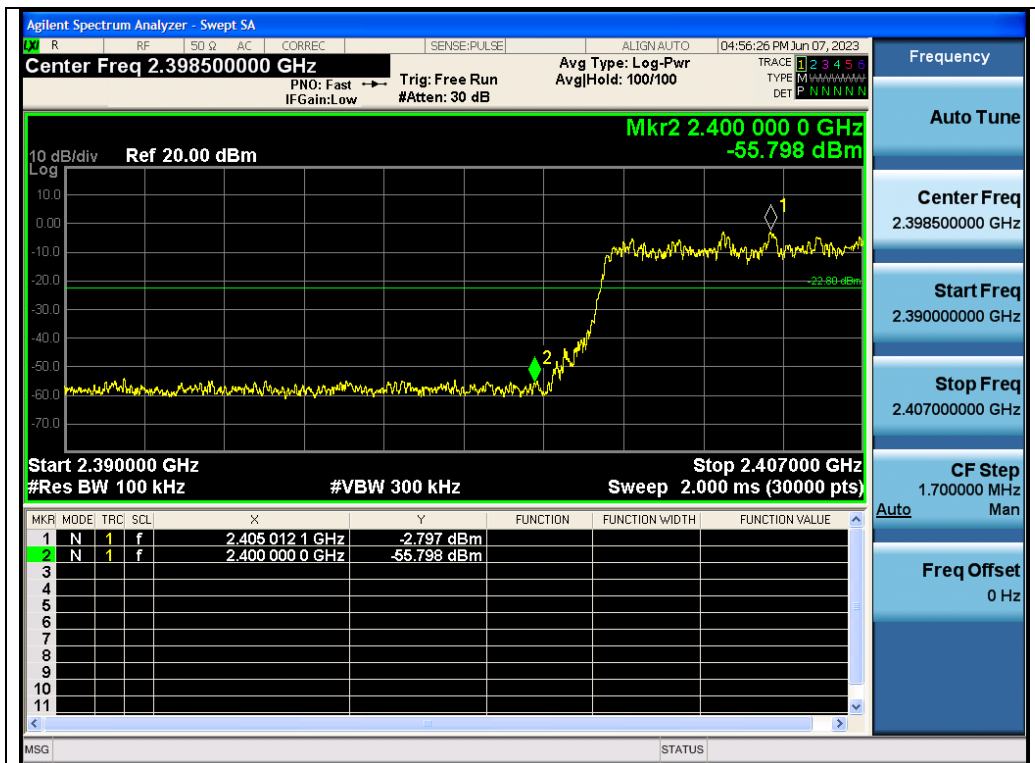 Agilent Spectrum Analyzer - Swept SA
LXI R RF 50 Ω AC CORREC SENSE:PULSE ALIGN AUTO 04:56:26 PM Jun 07, 2023
Center Freq 2.398500000 GHz
PNO: Fast
IFGain:Low
Trig: Free Run
#Atten: 30 dB
Avg Type: Log-Pwr
Avg|Hold: 100/100
TRACE 1 2 3 4 5 6
TYPE M
DET P N N N N N
Mkr2 2.400 000 0 GHz
-55.798 dBm
10 dB/div Ref 20.00 dBm
Log
10.0
0.00
-10.0
-20.0
-30.0
-40.0
-50.0
-60.0
-70.0
1
-22.80 dBm
2
Start 2.390000 GHz Stop 2.407000 GHz
#Res BW 100 kHz #VBW 300 kHz Sweep 2.000 ms (30000 pts)
MKR MODE TRC SCL X Y FUNCTION FUNCTION WIDTH FUNCTION VALUE
1 N 1 f 2.405 012 1 GHz -2.797 dBm
2 N 1 f 2.400 000 0 GHz -55.798 dBm
3
4
5
6
7
8
9
10
11
MSG STATUS
Frequency
Auto Tune
Center Freq
2.398500000 GHz
Start Freq
2.390000000 GHz
Stop Freq
2.407000000 GHz
CF Step
1.700000 MHz
Auto Man
Freq Offset
0 Hz